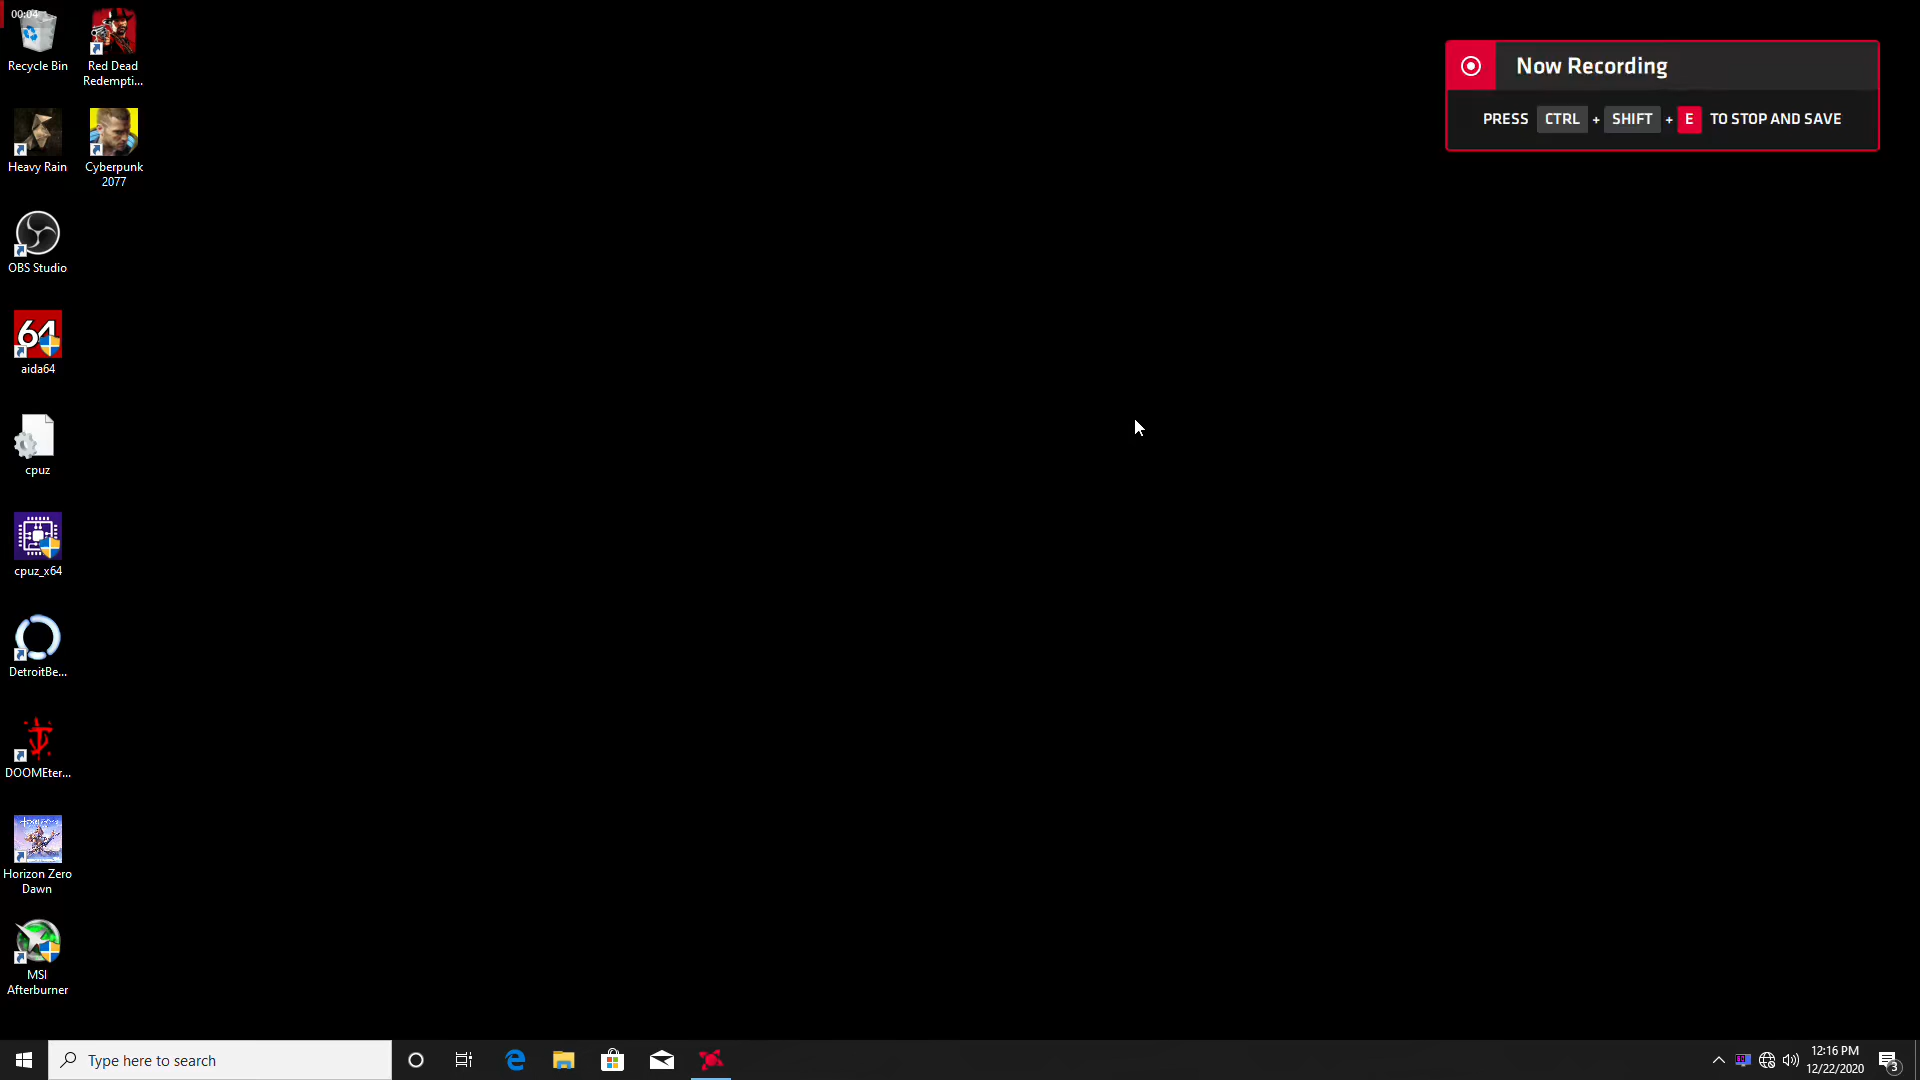 00:04
Recycle Bin
Red Dead
Redempti...
Heavy Rain
Cyberpunk
2077
OBS Studio
64
aida64
cpuz
cpuz_x64
DetroitBe...
DOOMEter...
Horizon Zero
Dawn
MSI
Afterburner
Now Recording
PRESS CTRL + SHIFT + E TO STOP AND SAVE
Type here to search
12:16 PM
12/22/2020
3